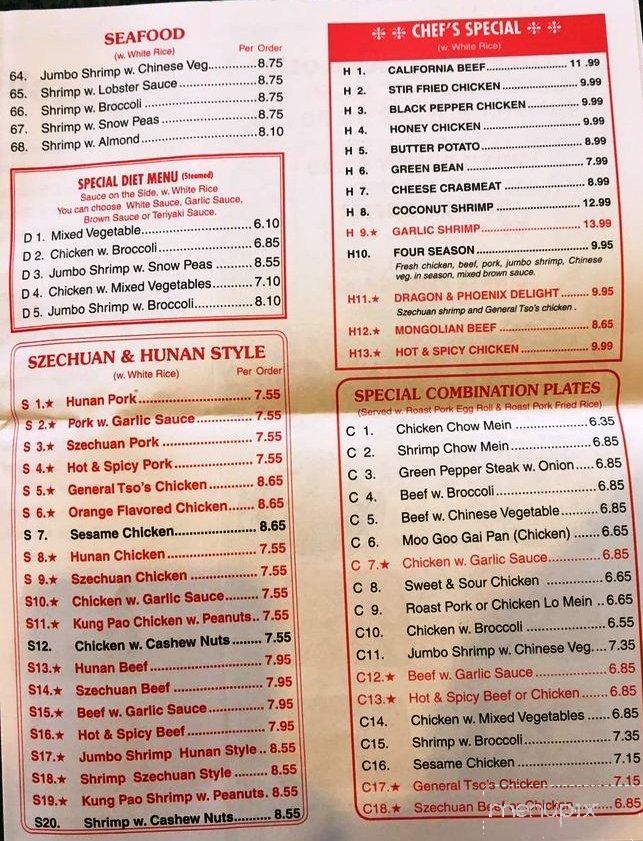 SEAFOOD
(w. White Rice)
Per Order
64. Jumbo Shrimp w. Chinese Veg............8.75
65. Shrimp w. Lobster Sauce..................8.75
66. Shrimp w. Broccoli..........................8.75
67. Shrimp w. Snow Peas......................8.75
68. Shrimp w. Almond...........................8.10
SPECIAL DIET MENU (Steamed)
Sauce on the Side, w. White Rice
You can choose White Sauce, Garlic Sauce,
Brown Sauce or Teriyaki Sauce.
D 1. Mixed Vegetable........................ 6.10
D 2. Chicken w. Broccoli.................... 6.85
D 3. Jumbo Shrimp w. Snow Peas ........ 8.55
D 4. Chicken w. Mixed Vegetables........ 7.10
D 5. Jumbo Shrimp w. Broccoli............ 8.10
SZECHUAN & HUNAN STYLE
(w. White Rice)
Per Order
S 1.★ Hunan Pork........................... 7.55
S 2.★ Pork w. Garlic Sauce............... 7.55
S 3.★ Szechuan Pork....................... 7.55
S 4.★ Hot & Spicy Pork.................... 7.55
S 5.★ General Tso's Chicken............. 8.65
S 6.★ Orange Flavored Chicken......... 8.65
S 7. Sesame Chicken...................... 8.65
S 8.★ Hunan Chicken....................... 7.55
S 9.★ Szechuan Chicken .................. 7.55
S10.★ Chicken w. Garlic Sauce.......... 7.55
S11.★ Kung Pao Chicken w. Peanuts.. 7.55
S12. Chicken w. Cashew Nuts.......... 7.55
S13.★ Hunan Beef........................... 7.95
S14.★ Szechuan Beef ...................... 7.95
S15.★ Beef w. Garlic Sauce............... 7.95
S16.★ Hot & Spicy Beef.................... 7.95
S17.★ Jumbo Shrimp Hunan Style .. 8.55
S18.★ Shrimp Szechuan Style .......... 8.55
S19.★ Kung Pao Shrimp w. Peanuts. 8.55
S20. Shrimp w. Cashew Nuts.......... 8.55
CHEF'S SPECIAL
(w. White Rice)
H 1. CALIFORNIA BEEF..................... 11 .99
H 2. STIR FRIED CHICKEN................. 9.99
H 3. BLACK PEPPER CHICKEN ........... 9.99
H 4. HONEY CHICKEN ...................... 9.99
H 5. BUTTER POTATO...................... 8.99
H 6. GREEN BEAN .......................... 7.99
H 7. CHEESE CRABMEAT ................. 8.99
H 8. COCONUT SHRIMP ................... 12.99
H 9.★ GARLIC SHRIMP....................... 13.99
H10. FOUR SEASON ........................ 9.95
Fresh chicken, beef, pork, jumbo shrimp, Chinese
veg. in season, mixed brown sauce.
H11.★ DRAGON & PHOENIX DELIGHT ........ 9.95
Szechuan shrimp and General Tso's chicken .
H12.★ MONGOLIAN BEEF .................... 8.65
H13.★ HOT & SPICY CHICKEN............... 9.99
SPECIAL COMBINATION PLATES
(Served w. Roast Pork Egg Roll & Roast Pork Fried Rice)
C 1. Chicken Chow Mein ................. 6.35
C 2. Shrimp Chow Mein.................. 6.85
C 3. Green Pepper Steak w. Onion..... 6.85
C 4. Beef w. Broccoli...................... 6.85
C 5. Beef w. Chinese Vegetable........ 6.85
C 6. Moo Goo Gai Pan (Chicken) ...... 6.65
C 7.★ Chicken w. Garlic Sauce........... 6.85
C 8. Sweet & Sour Chicken ............. 6.65
C 9. Roast Pork or Chicken Lo Mein .. 6.65
C10. Chicken w. Broccoli ................. 6.55
C11. Jumbo Shrimp w. Chinese Veg.... 7.35
C12.★ Beef w. Garlic Sauce ............... 6.85
C13.★ Hot & Spicy Beef or Chicken ..... 6.85
C14. Chicken w. Mixed Vegetables ..... 6.85
C15. Shrimp w. Broccoli.................. 7.35
C16. Sesame Chicken ..................... 7.15
C17.★ General Tso's Chicken............. 7.15
C18.★ Szechuan Beef or Chicken........ 6.85
menupix